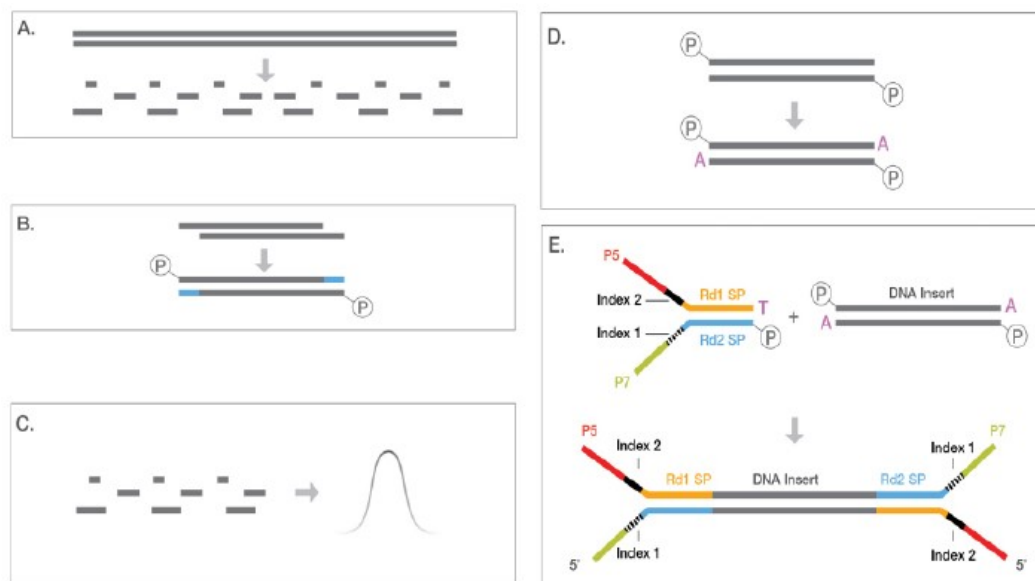 A.
B.
P
P
C.
D.
P
P
P
A
A
P
E.
P5
Index 2
Rd1 SP
T
Index 1
Rd2 SP
P
P7
+
P
DNA Insert
A
A
P
P5
Index 2
Rd1 SP
DNA Insert
Rd2 SP
Index 1
P7
5'
Index 1
Index 2
5'